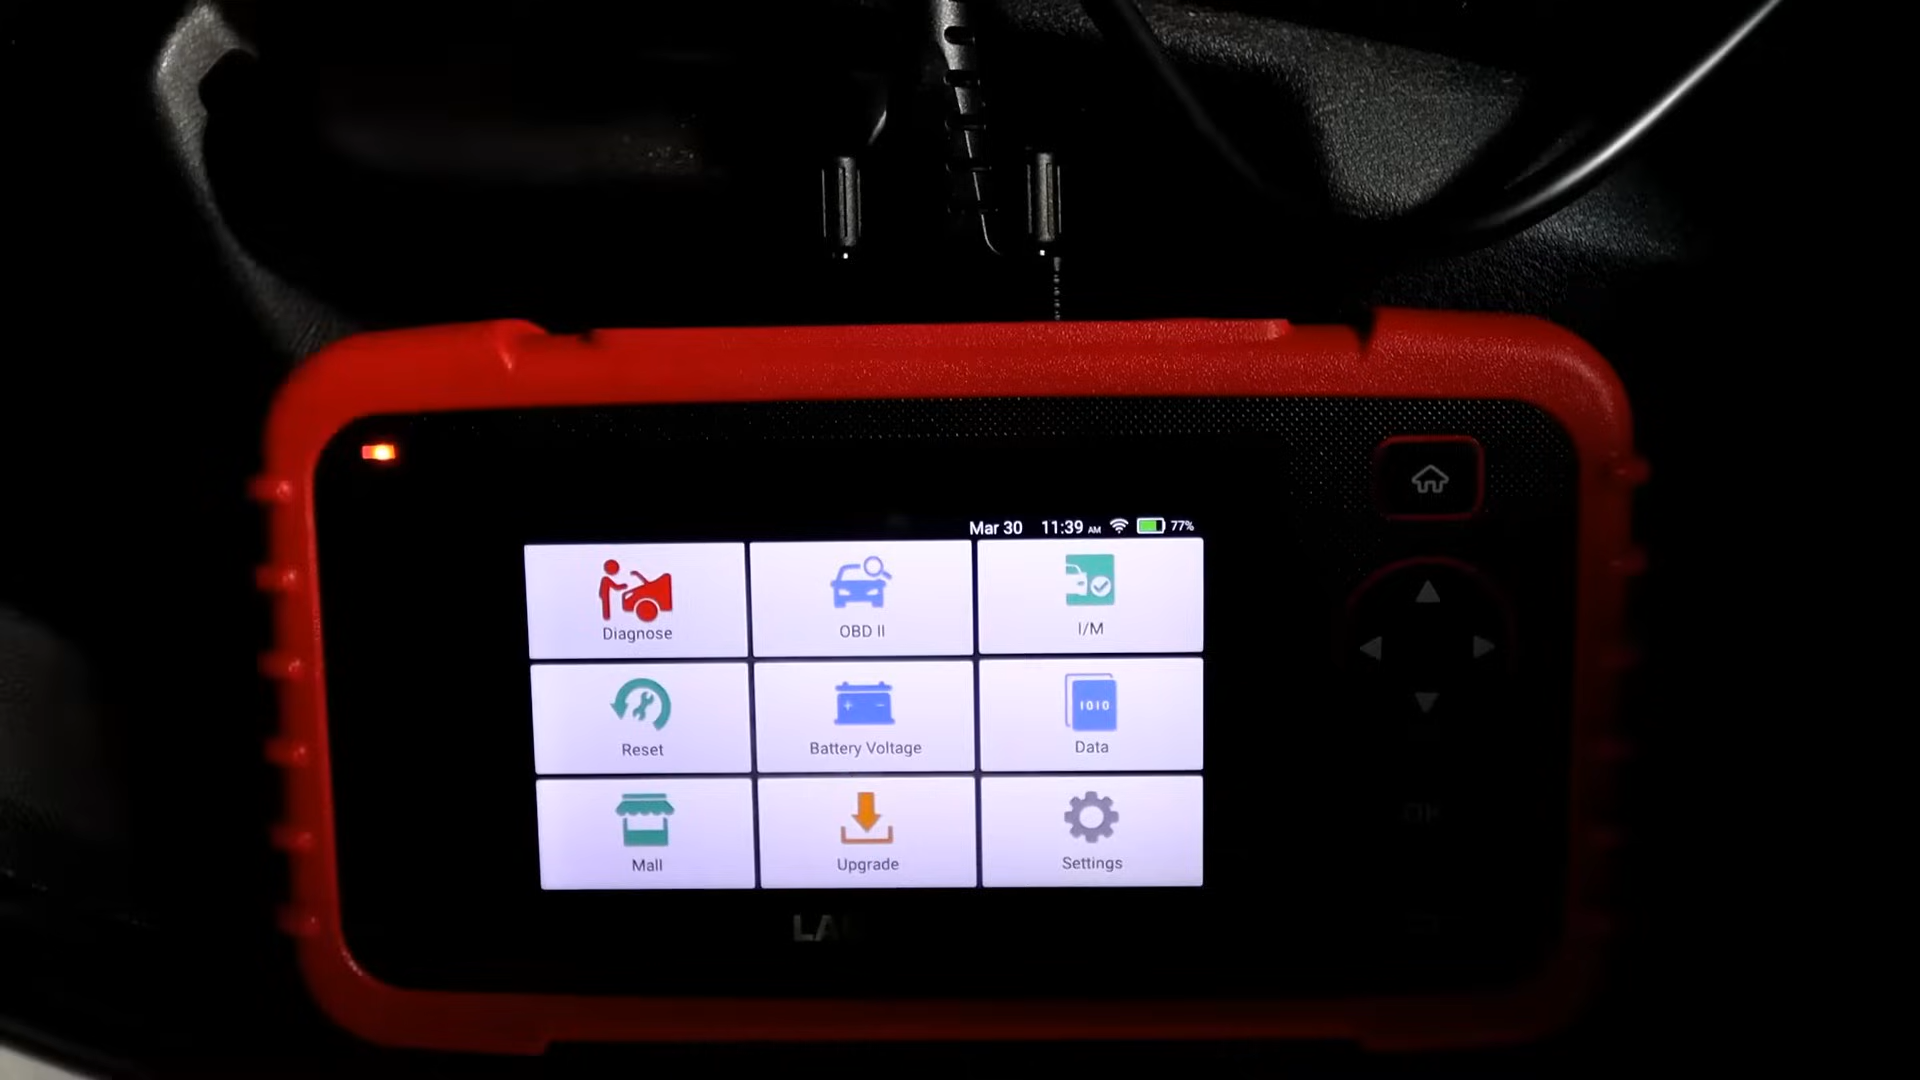 Mar 30 11:39 AM 77%
Diagnose
OBD II
I/M
Reset
Battery Voltage
1010
Data
Mall
Upgrade
Settings